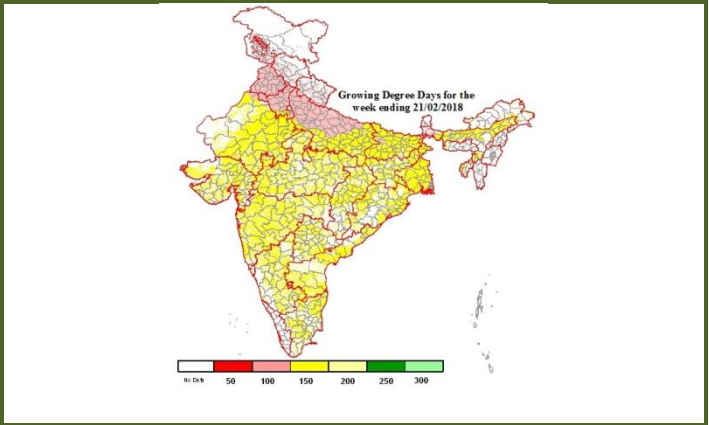 Growing Degree Days for the
week ending 21/02/2018
No Data 50 100 150 200 250 300